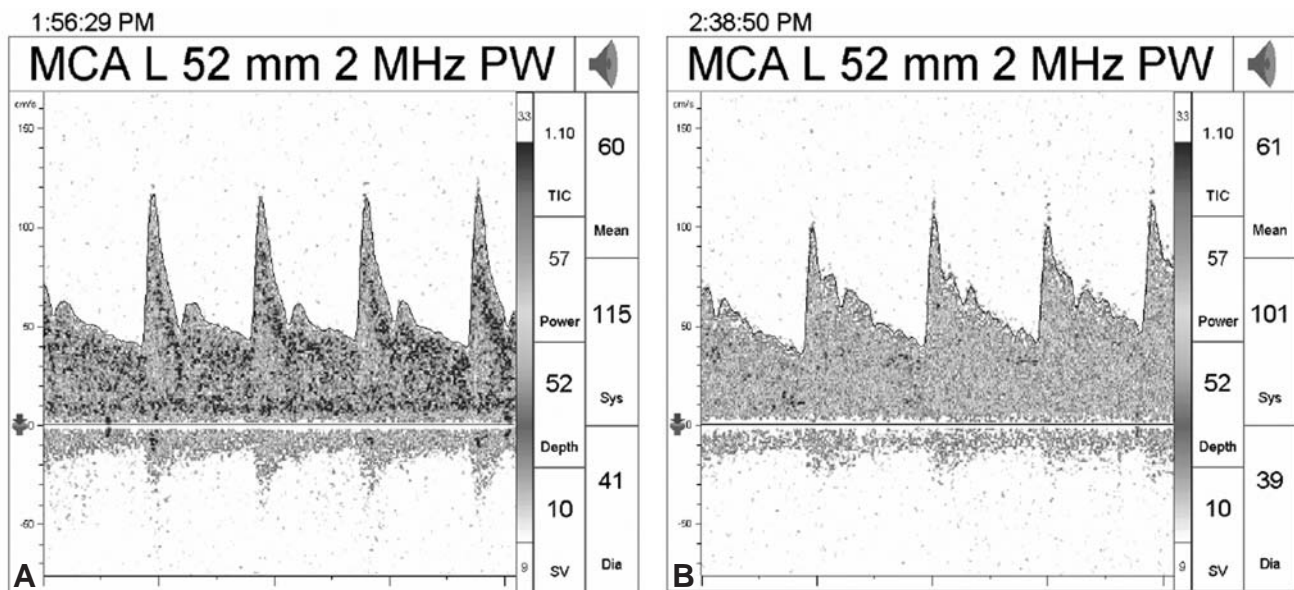 1:56:29 PM
MCA L 52 mm 2 MHz PW
cm/s
150
100
50
0
-50
33
9
1.10
TIC
57
Power
52
Depth
10
SV
60
Mean
115
Sys
41
Dia
A
2:38:50 PM
MCA L 52 mm 2 MHz PW
cm/s
150
100
50
0
-50
33
9
1.10
TIC
57
Power
52
Depth
10
SV
61
Mean
101
Sys
39
Dia
B